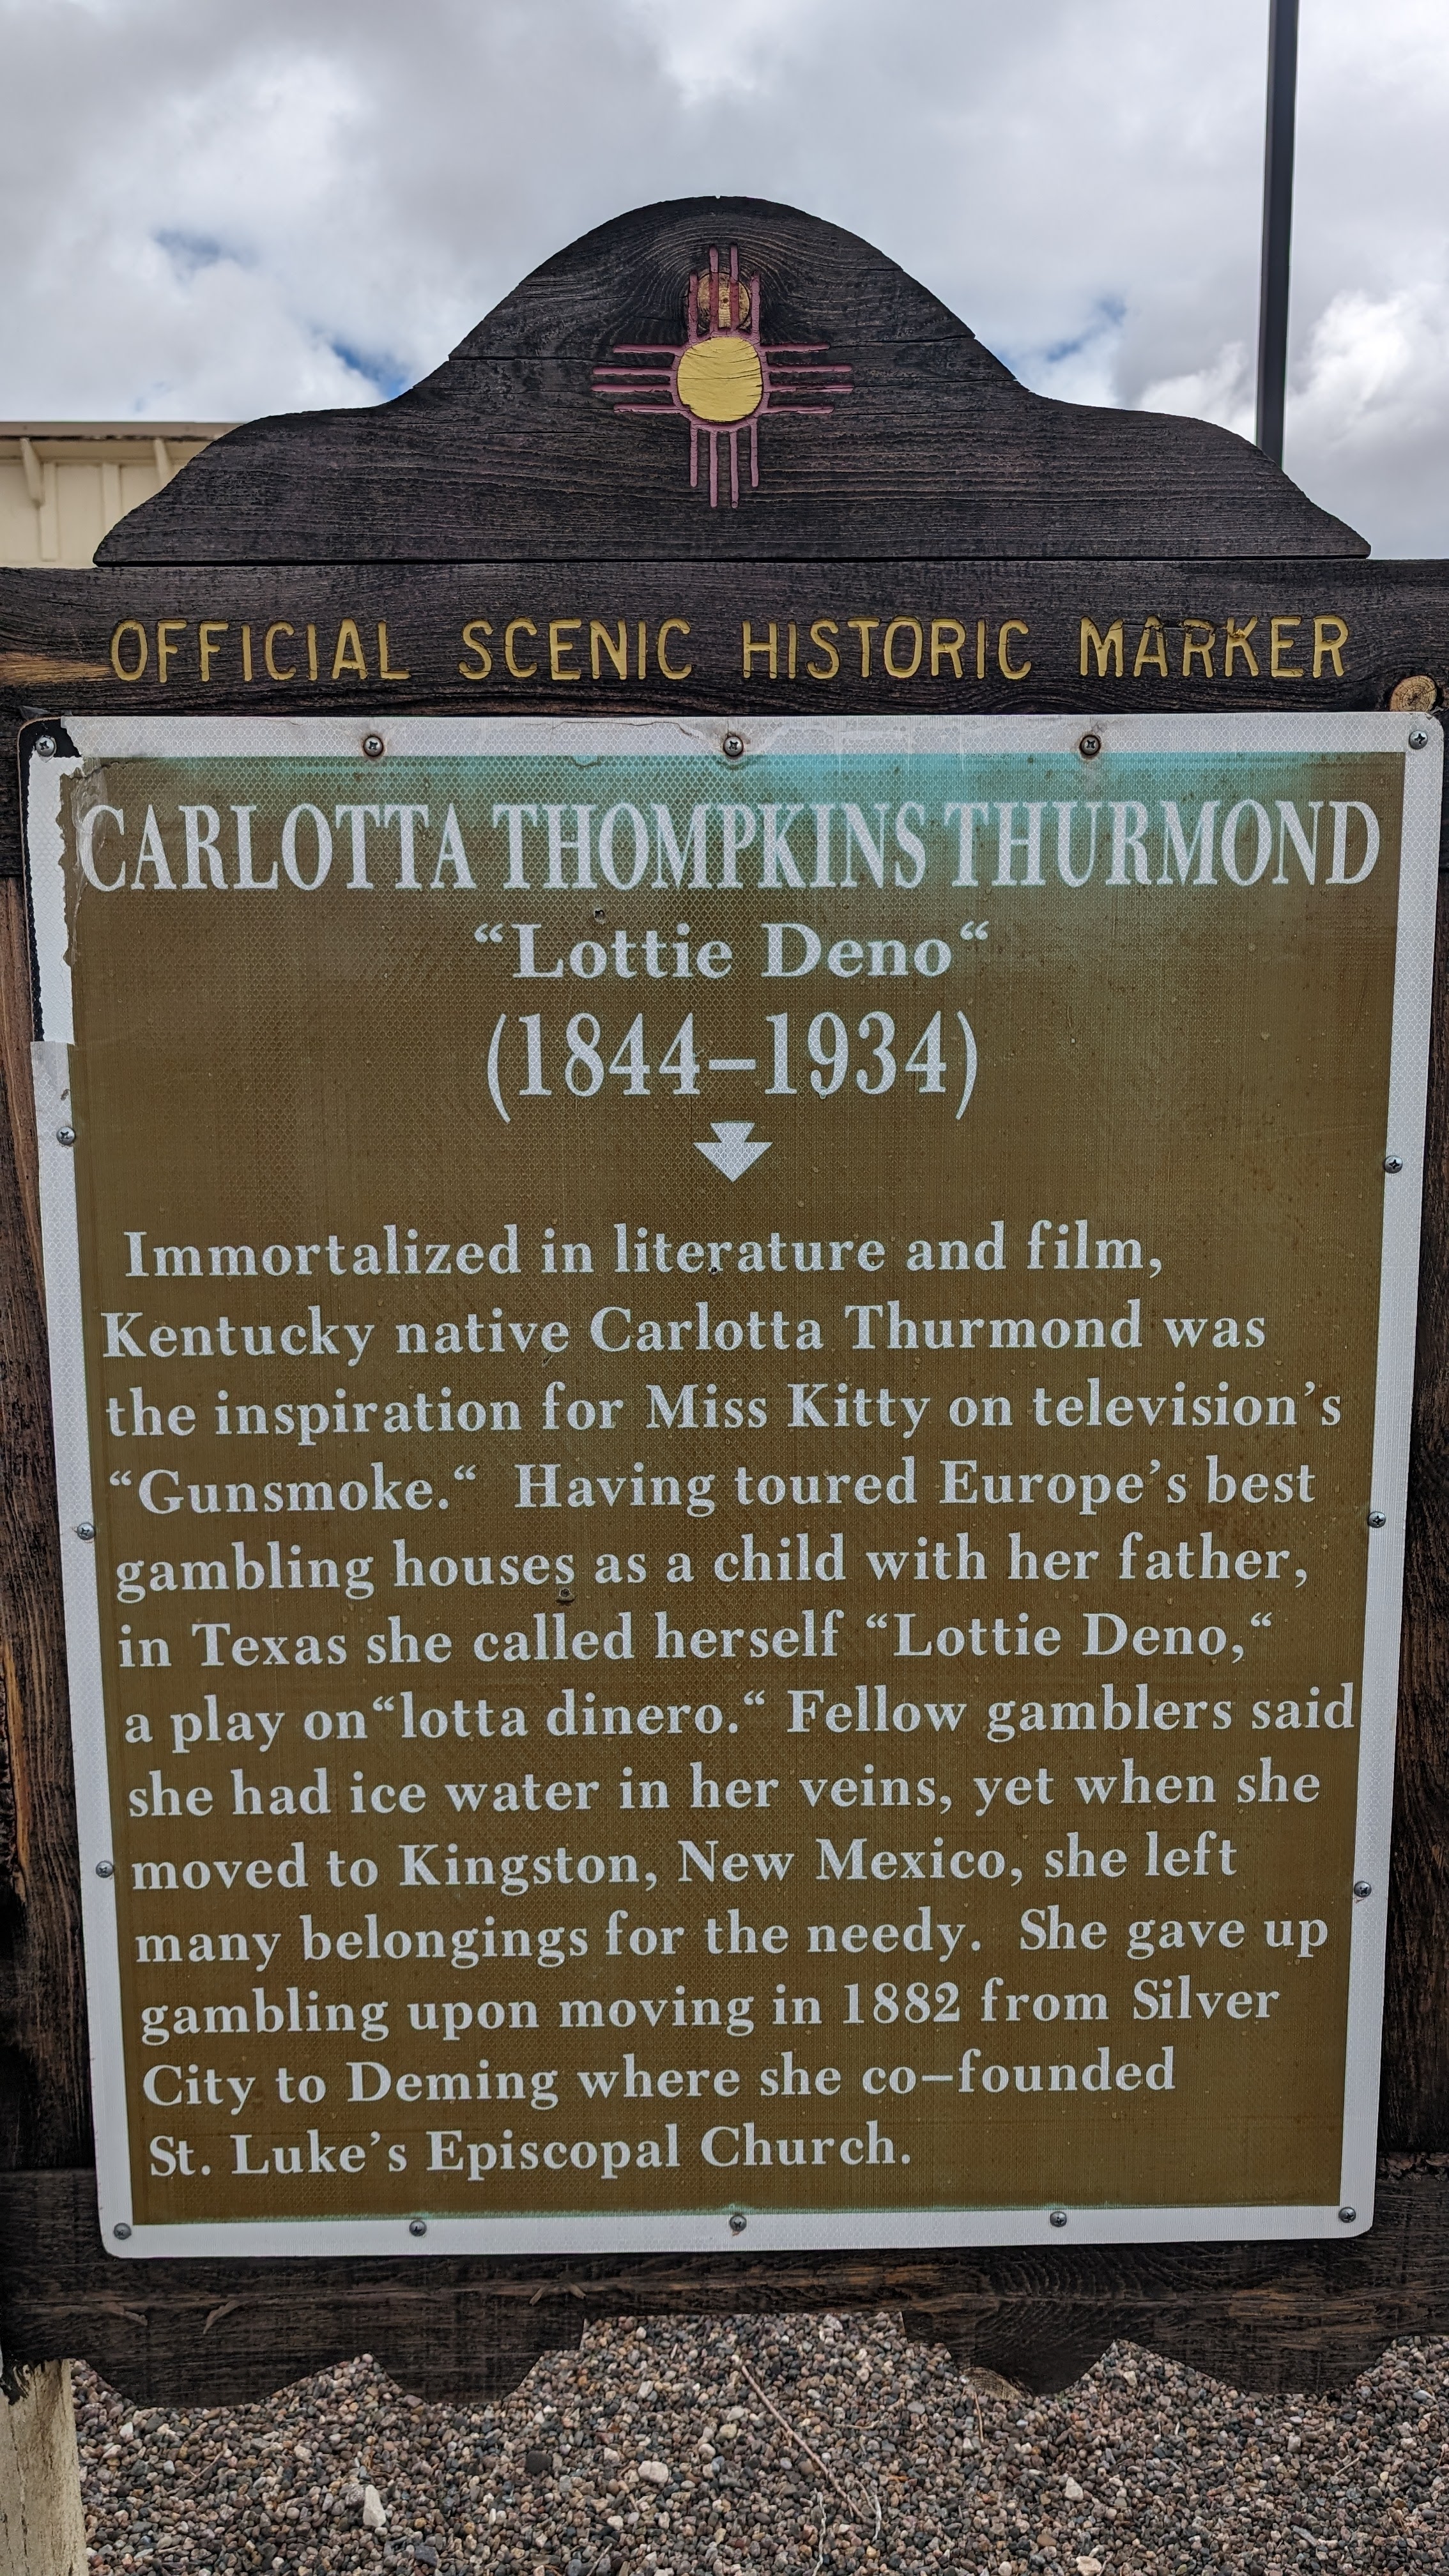 OFFICIAL SCENIC HISTORIC MARKER
CARLOTTA THOMPKINS THURMOND
“Lottie Deno“
(1844–1934)
Immortalized in literature and film,
Kentucky native Carlotta Thurmond was
the inspiration for Miss Kitty on television’s
“Gunsmoke.“ Having toured Europe’s best
gambling houses as a child with her father,
in Texas she called herself “Lottie Deno,“
a play on“lotta dinero.“ Fellow gamblers said
she had ice water in her veins, yet when she
moved to Kingston, New Mexico, she left
many belongings for the needy. She gave up
gambling upon moving in 1882 from Silver
City to Deming where she co–founded
St. Luke’s Episcopal Church.